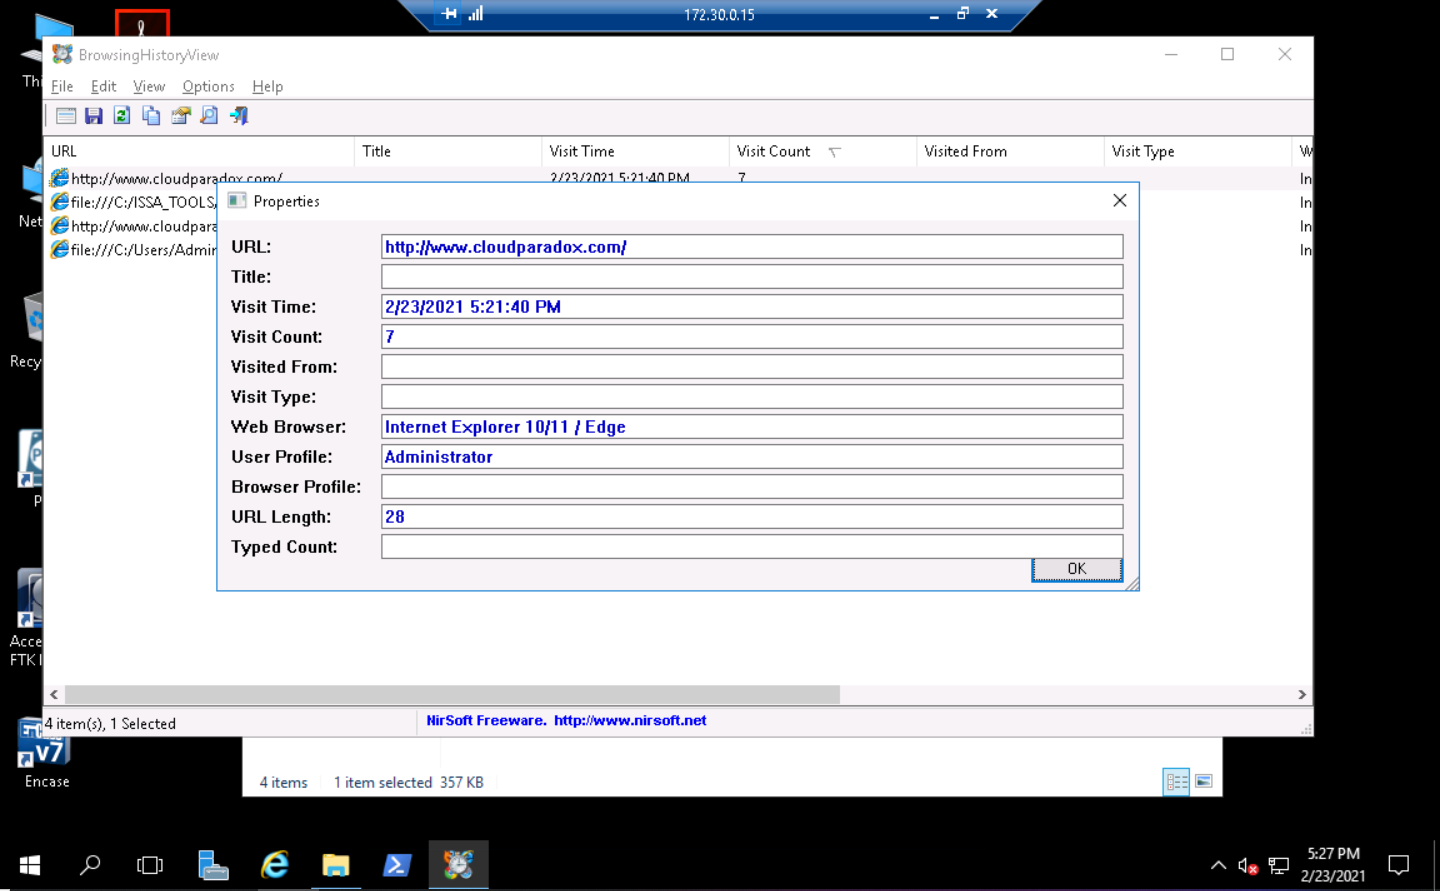 172.30.0.15
BrowsingHistoryView
File Edit View Options Help
URL Title Visit Time Visit Count Visited From Visit Type W
http://www.cloudparadox.com/ 2/23/2021 5:21:40 PM 7 In
file:///C:/ISSA_TOOLS, In
http://www.cloudpara In
file:///C:/Users/Admir In
Properties
URL: http://www.cloudparadox.com/
Title:
Visit Time: 2/23/2021 5:21:40 PM
Visit Count: 7
Visited From:
Visit Type:
Web Browser: Internet Explorer 10/11 / Edge
User Profile: Administrator
Browser Profile:
URL Length: 28
Typed Count:
OK
4 item(s), 1 Selected
NirSoft Freeware. http://www.nirsoft.net
Thi
Net
Recy
P
Acce
FTK I
v7
Encase
4 items 1 item selected 357 KB
5:27 PM
2/23/2021